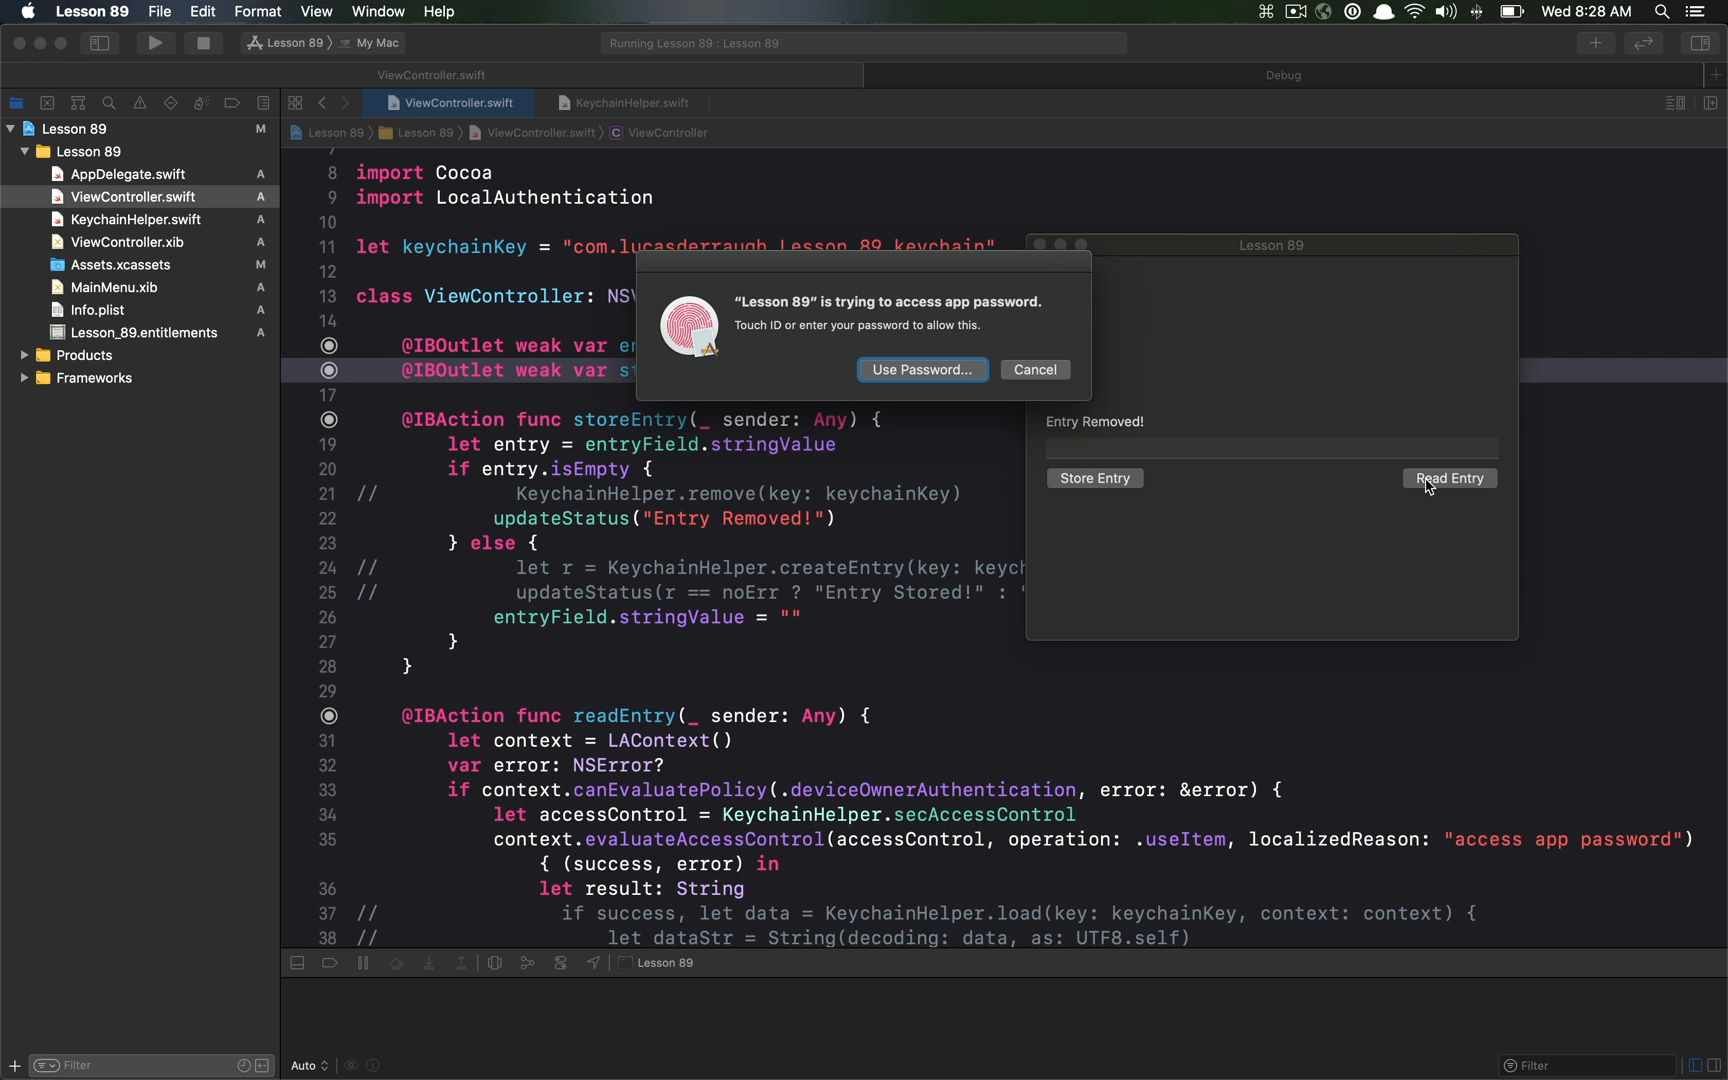 Lesson 89 File Edit Format View Window Help Wed 8:28 AM
Lesson 89 My Mac Running Lesson 89 : Lesson 89
ViewController.swift Debug
ViewController.swift KeychainHelper.swift
Lesson 89 M
Lesson 89 Lesson 89 ViewController.swift C ViewController
Lesson 89
AppDelegate.swift A
ViewController.swift A
KeychainHelper.swift A
ViewController.xib A
Assets.xcassets M
MainMenu.xib A
Info.plist A
Lesson_89.entitlements A
Products
Frameworks
Filter
8 import Cocoa
9 import LocalAuthentication
10
11 let keychainKey = "com.lucasderraugh.Lesson_89.keychain"
12
13 class ViewController: NSV
14
@IBOutlet weak var en
@IBOutlet weak var st
17
@IBAction func storeEntry(_ sender: Any) {
19 let entry = entryField.stringValue
20 if entry.isEmpty {
21 // KeychainHelper.remove(key: keychainKey)
22 updateStatus("Entry Removed!")
23 } else {
24 // let r = KeychainHelper.createEntry(key: keych
25 // updateStatus(r == noErr ? "Entry Stored!" : "
26 entryField.stringValue = ""
27 }
28 }
29
@IBAction func readEntry(_ sender: Any) {
31 let context = LAContext()
32 var error: NSError?
33 if context.canEvaluatePolicy(.deviceOwnerAuthentication, error: &error) {
34 let accessControl = KeychainHelper.secAccessControl
35 context.evaluateAccessControl(accessControl, operation: .useItem, localizedReason: "access app password")
{ (success, error) in
36 let result: String
37 // if success, let data = KeychainHelper.load(key: keychainKey, context: context) {
38 // let dataStr = String(decoding: data, as: UTF8.self)
“Lesson 89” is trying to access app password.
Touch ID or enter your password to allow this.
Use Password... Cancel
Lesson 89
Entry Removed!
Store Entry Read Entry
Lesson 89
Auto Filter